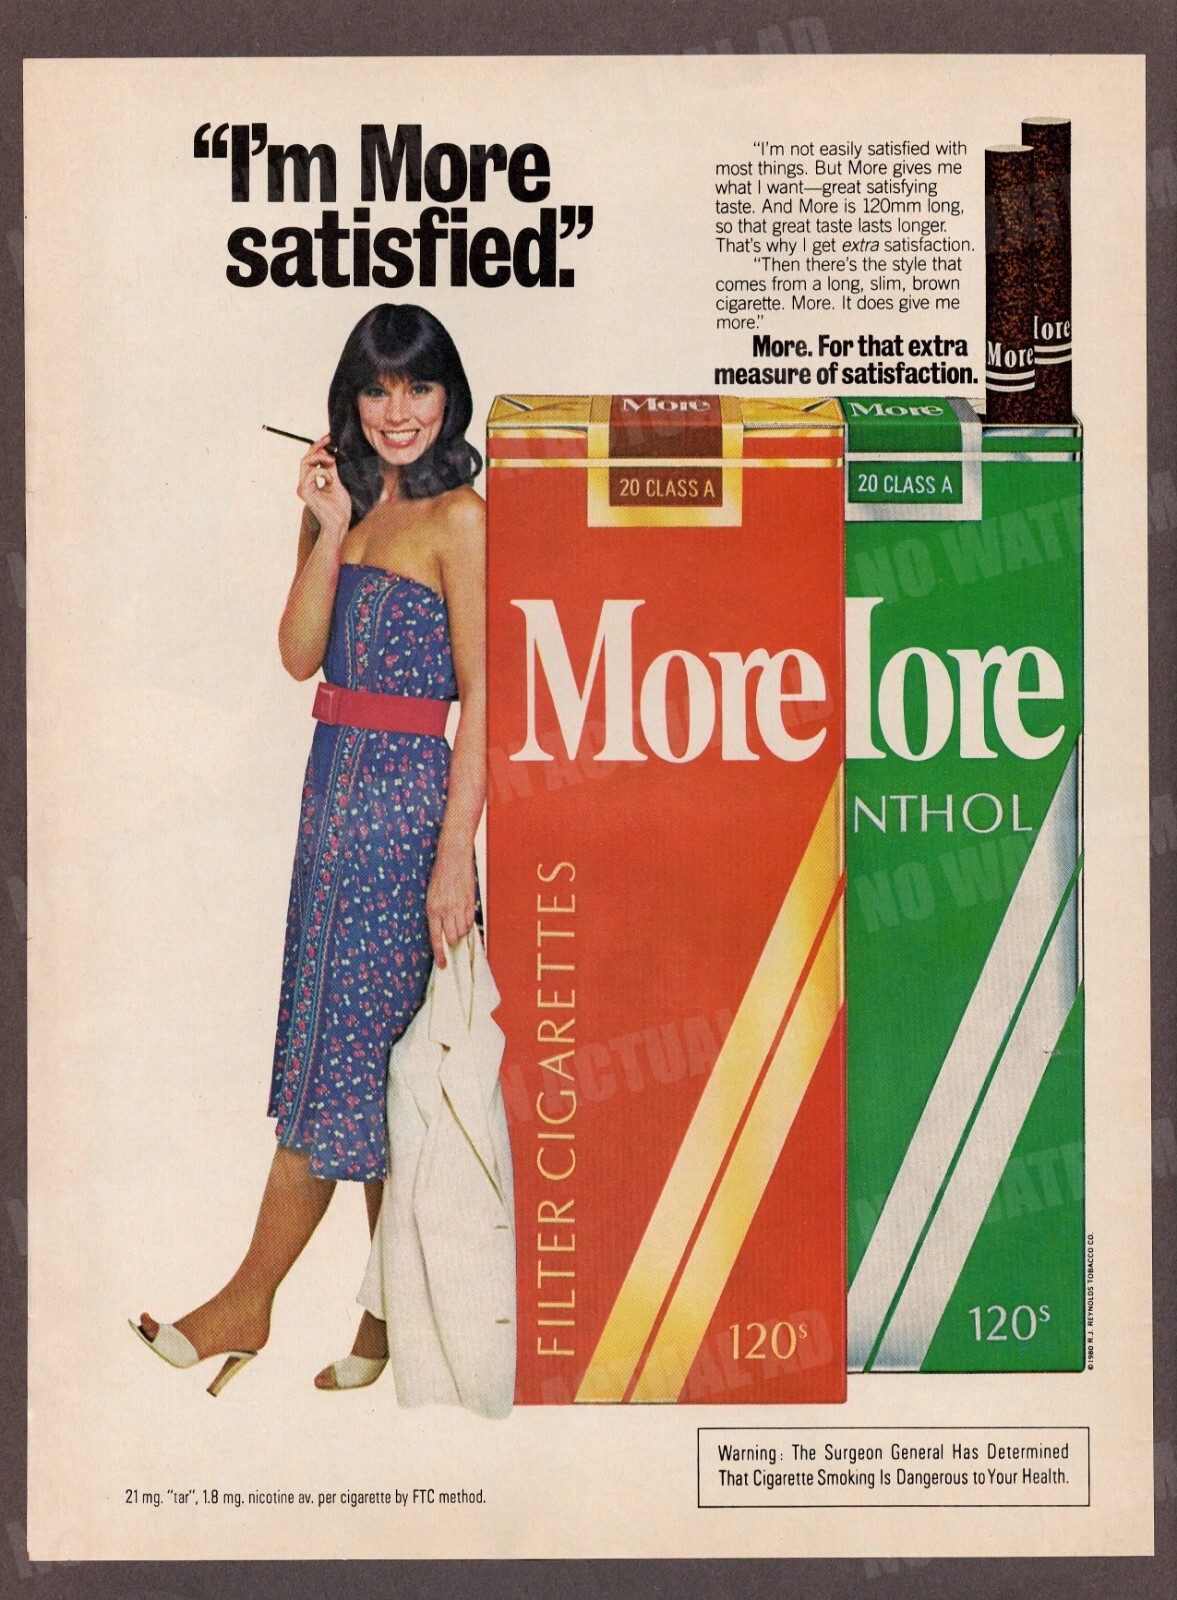 “I'm More
satisfied.”
“I'm not easily satisfied with
most things. But More gives me
what I want—great satisfying
taste. And More is 120mm long,
so that great taste lasts longer.
That's why I get extra satisfaction.
“Then there's the style that
comes from a long, slim, brown
cigarette. More. It does give me
more.”
More. For that extra
measure of satisfaction.
More
lore
More
20 CLASS A
More
20 CLASS A
More
lore
NTHOL
FILTER CIGARETTES
120s
120s
© 1980 R.J. REYNOLDS TOBACCO CO.
21 mg. “tar”, 1.8 mg. nicotine av. per cigarette by FTC method.
Warning: The Surgeon General Has Determined
That Cigarette Smoking Is Dangerous to Your Health.
NO WATERM
ON ACTUAL AD